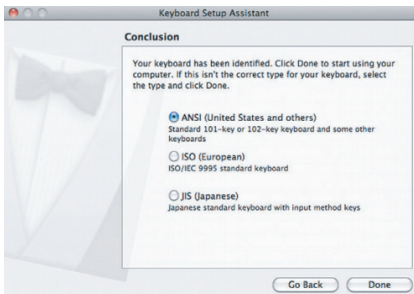 Keyboard Setup Assistant
Conclusion
Your keyboard has been identified. Click Done to start using your
computer. If this isn't the correct type for your keyboard, select
the type and click Done.
ANSI (United States and others)
Standard 101-key or 102-key keyboard and some other
keyboards
ISO (European)
ISO/IEC 9995 standard keyboard
JIS (Japanese)
Japanese standard keyboard with input method keys
Go Back Done